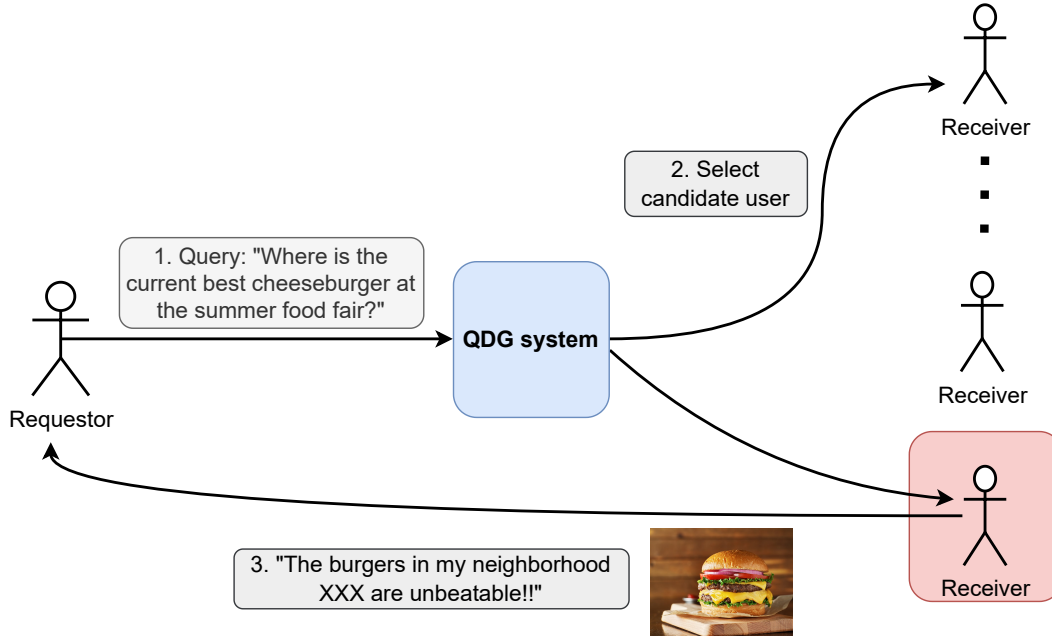 Receiver
2. Select
candidate user
1. Query: "Where is the
current best cheeseburger at
the summer food fair?"
QDG system
Requestor
Receiver
3. "The burgers in my neighborhood
XXX are unbeatable!!"
Receiver